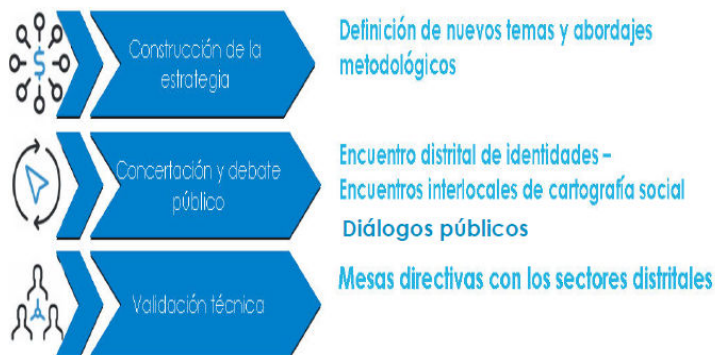 Construcción de la
estrategia
Definición de nuevos temas y abordajes
metodológicos
Concertación y debate
público
Encuentro distrital de identidades –
Encuentros interlocales de cartografía social
Diálogos públicos
Validación técnica
Mesas directivas con los sectores distritales